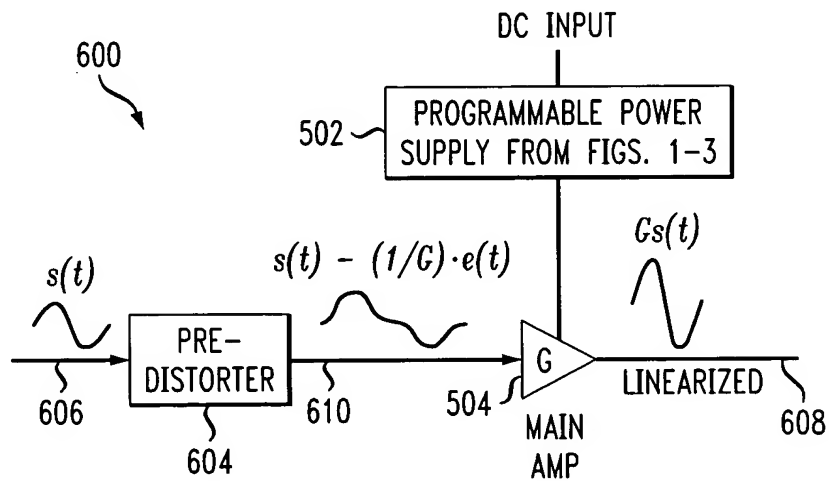 DC INPUT
600
PROGRAMMABLE POWER
SUPPLY FROM FIGS. 1-3
502
Gs(t)
s(t)
s(t) - (1/G)·e(t)
PRE-
DISTORTER
G
606
610
504
LINEARIZED
608
604
MAIN
AMP